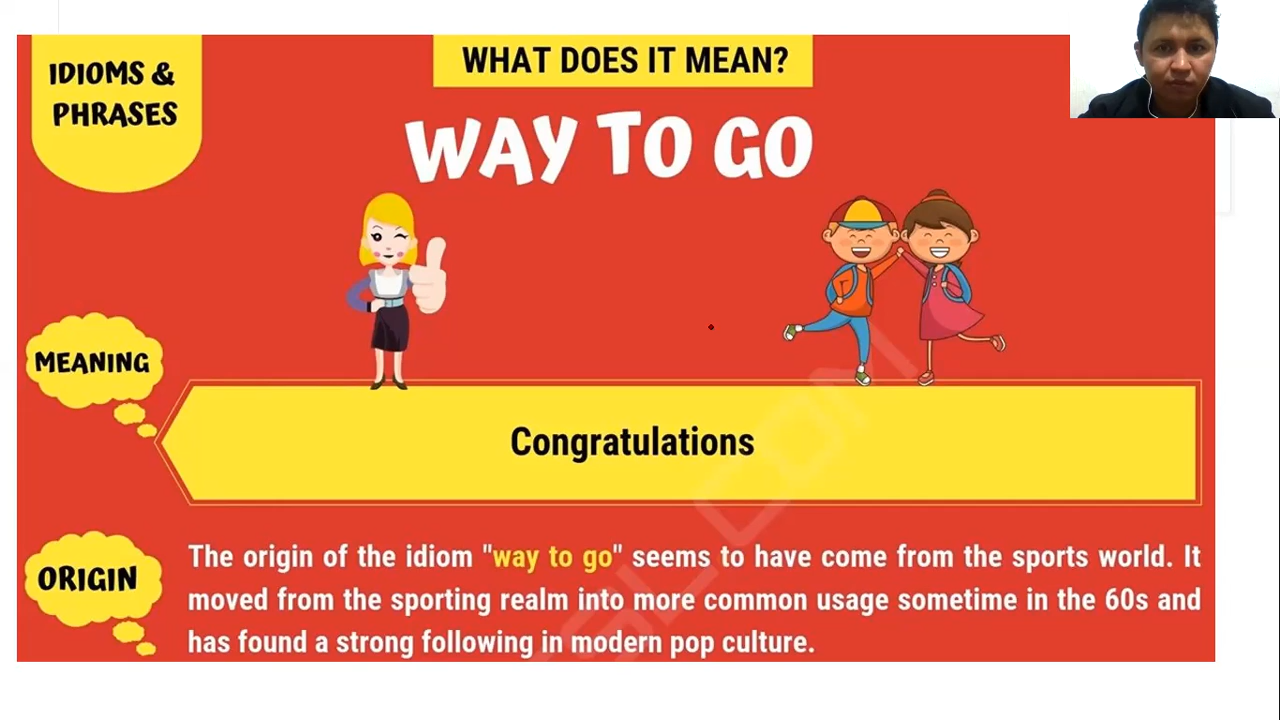 IDIOMS &
PHRASES
WHAT DOES IT MEAN?
WAY TO GO
MEANING
Congratulations
ORIGIN
The origin of the idiom "way to go" seems to have come from the sports world. It
moved from the sporting realm into more common usage sometime in the 60s and
has found a strong following in modern pop culture.